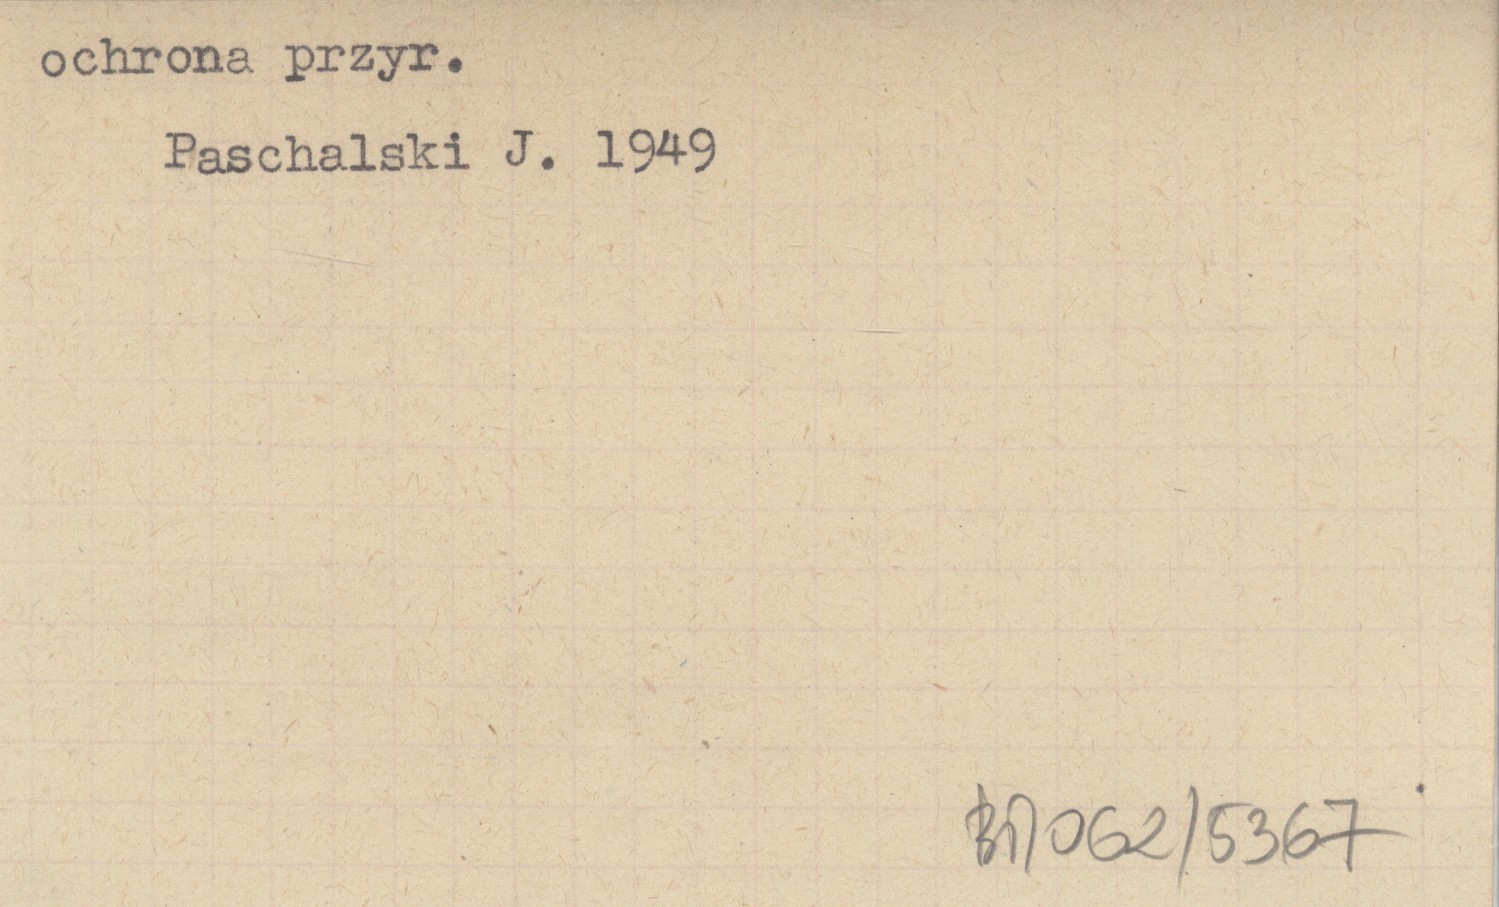 ochrona przyr.
Paschalski J. 1949
062/5367